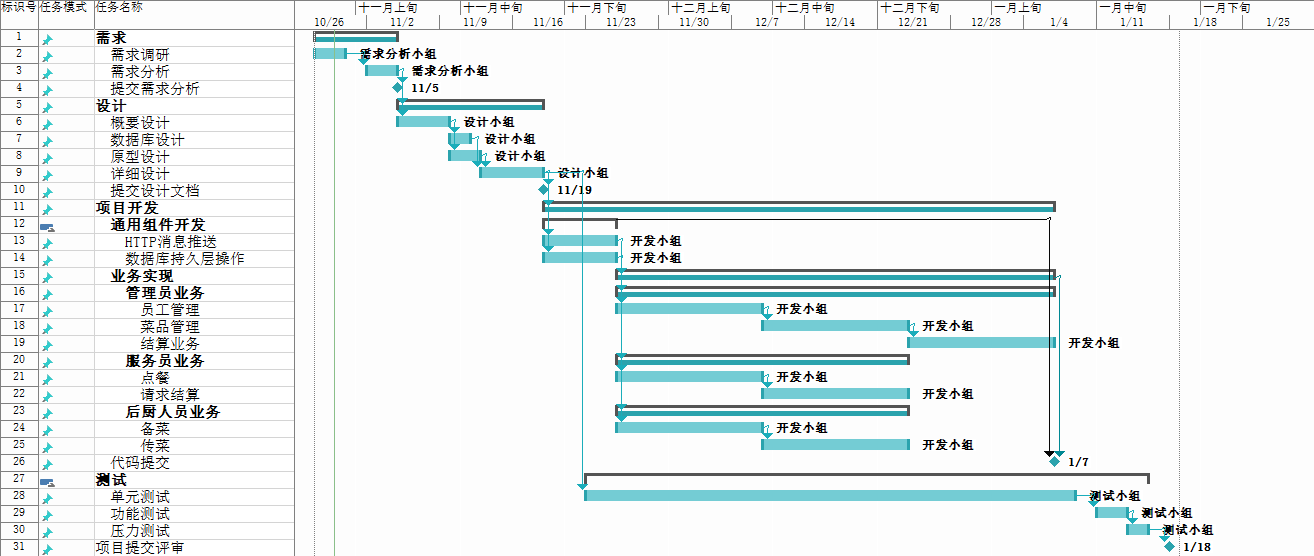 标识号 任务模式 任务名称 十一月上旬 十一月中旬 十一月下旬 十二月上旬 十二月中旬 十二月下旬 一月上旬 一月中旬 一月下旬
10/26 11/2 11/9 11/16 11/23 11/30 12/7 12/14 12/21 12/28 1/4 1/11 1/18 1/25
1 需求
2 需求调研 需求分析小组
3 需求分析 需求分析小组
4 提交需求分析 11/5
5 设计
6 概要设计 设计小组
7 数据库设计 设计小组
8 原型设计 设计小组
9 详细设计 设计小组
10 提交设计文档 11/19
11 项目开发
12 通用组件开发
13 HTTP消息推送 开发小组
14 数据库持久层操作 开发小组
15 业务实现
16 管理员业务
17 员工管理 开发小组
18 菜品管理 开发小组
19 结算业务 开发小组
20 服务员业务
21 点餐 开发小组
22 请求结算 开发小组
23 后厨人员业务
24 备菜 开发小组
25 传菜 开发小组
26 代码提交 1/7
27 测试
28 单元测试 测试小组
29 功能测试 测试小组
30 压力测试 测试小组
31 项目提交评审 1/18